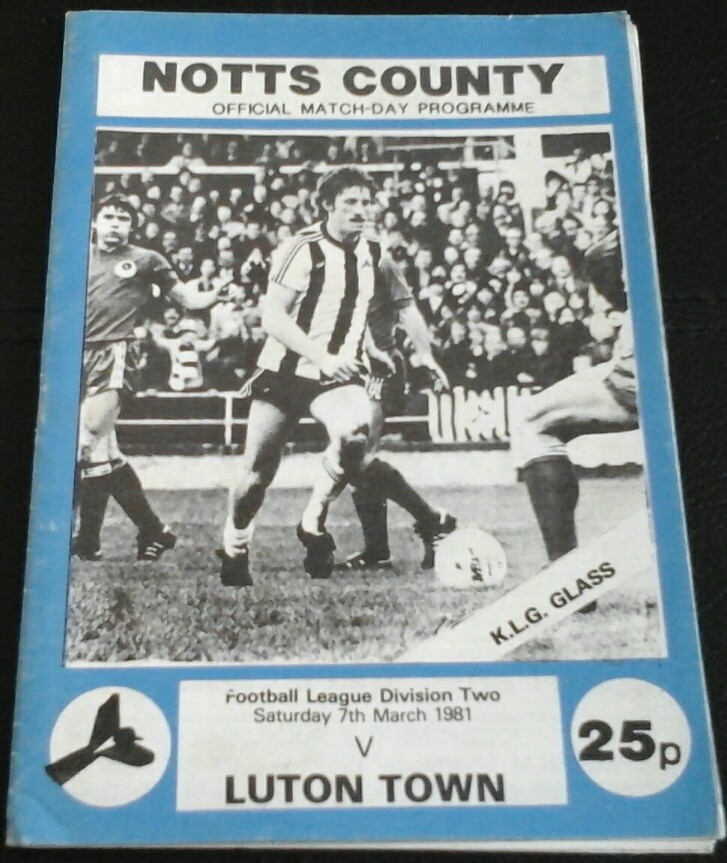 NOTTS COUNTY
OFFICIAL MATCH-DAY PROGRAMME
K.L.G. GLASS
Football League Division Two
Saturday 7th March 1981
V
LUTON TOWN
25p